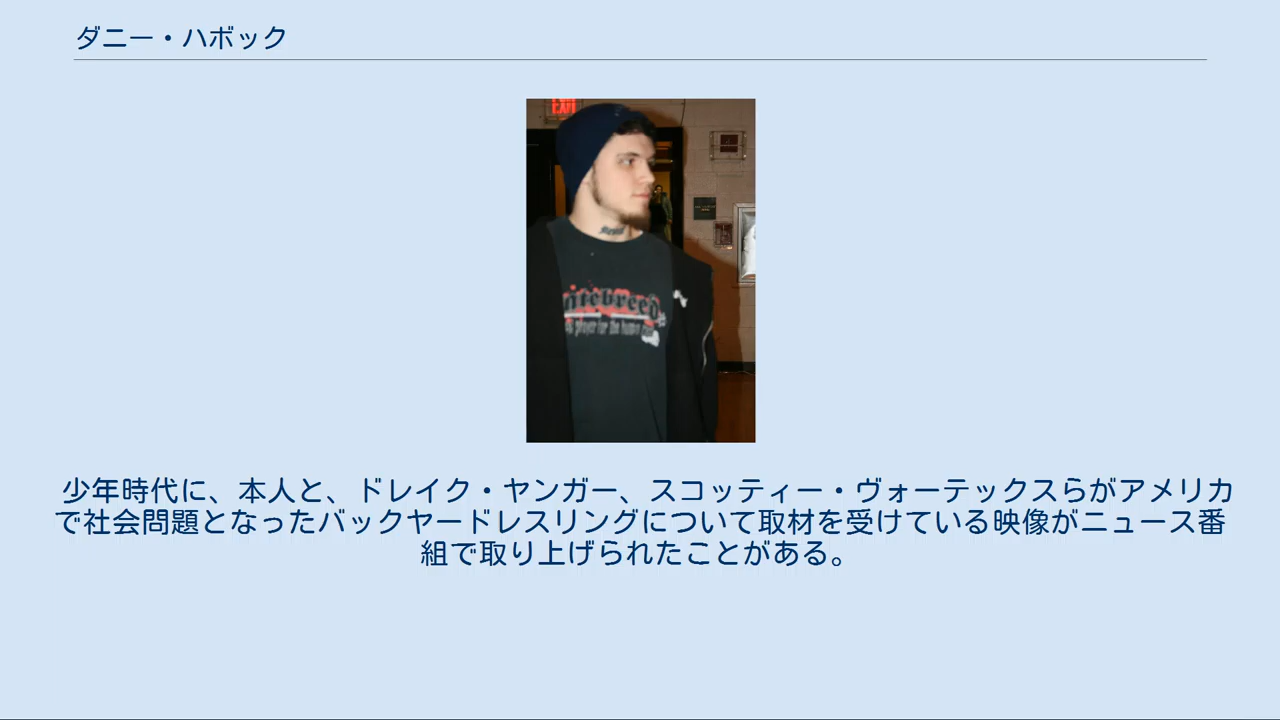 ダニー・ハボック
EXIT
atebreed
少年時代に、本人と、ドレイク・ヤンガー、スコッティー・ヴォーテックスらがアメリカ
で社会問題となったバックヤードレスリングについて取材を受けている映像がニュース番
組で取り上げられたことがある。